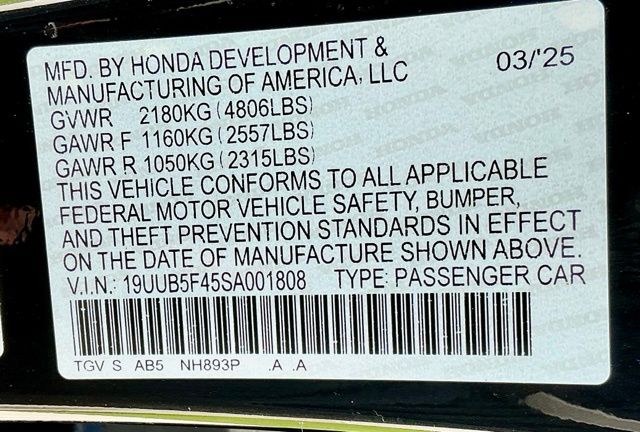 MFD. BY HONDA DEVELOPMENT &
MANUFACTURING OF AMERICA, LLC
03/'25
GVWR 2180KG (4806LBS)
GAWR F 1160KG (2557LBS)
GAWR R 1050KG (2315LBS)
THIS VEHICLE CONFORMS TO ALL APPLICABLE
FEDERAL MOTOR VEHICLE SAFETY, BUMPER,
AND THEFT PREVENTION STANDARDS IN EFFECT
ON THE DATE OF MANUFACTURE SHOWN ABOVE.
V.I.N.: 19UUB5F45SA001808 TYPE: PASSENGER CAR
TGV S AB5 NH893P .A .A